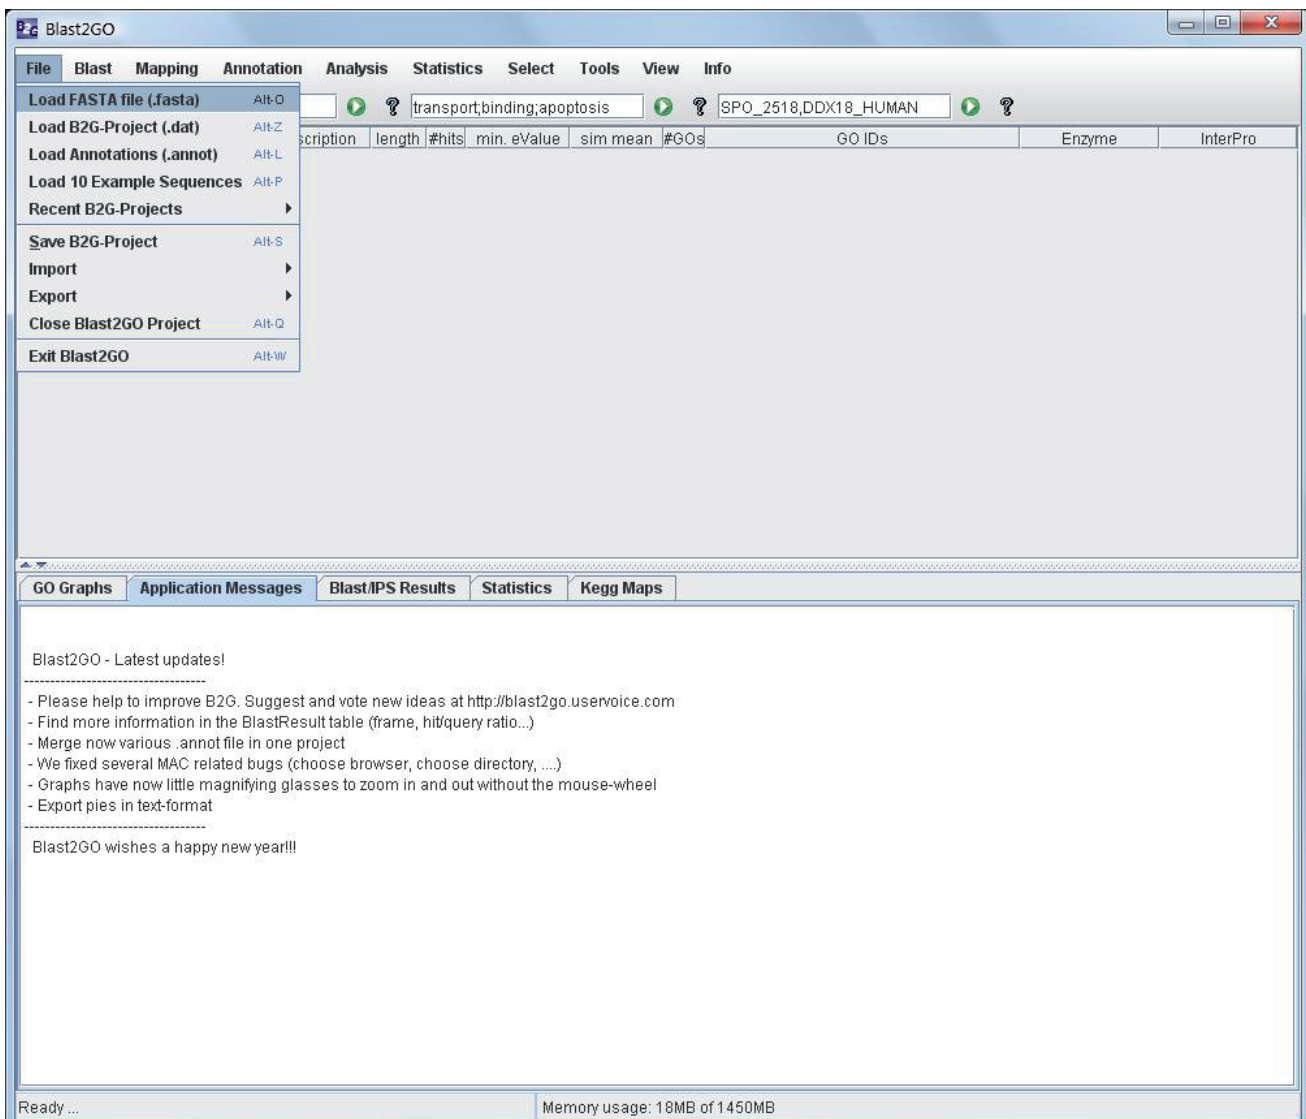 B2G Blast2GO
File Blast Mapping Annotation Analysis Statistics Select Tools View Info
Load FASTA file (.fasta) Alt-O
? transport;binding;apoptosis ? SPO_2518,DDX18_HUMAN ?
Load B2G-Project (.dat) Alt-Z
scription length #hits min. eValue sim mean #GOs GO IDs Enzyme InterPro
Load Annotations (.annot) Alt-L
Load 10 Example Sequences Alt-P
Recent B2G-Projects
Save B2G-Project Alt-S
Import
Export
Close Blast2GO Project Alt-Q
Exit Blast2GO Alt-W
GO Graphs Application Messages Blast/IPS Results Statistics Kegg Maps
Blast2GO - Latest updates!
-----------------------------------
- Please help to improve B2G. Suggest and vote new ideas at http://blast2go.uservoice.com
- Find more information in the BlastResult table (frame, hit/query ratio...)
- Merge now various .annot file in one project
- We fixed several MAC related bugs (choose browser, choose directory, ....)
- Graphs have now little magnifying glasses to zoom in and out without the mouse-wheel
- Export pies in text-format
-----------------------------------
Blast2GO wishes a happy new year!!!
Ready ... Memory usage: 18MB of 1450MB